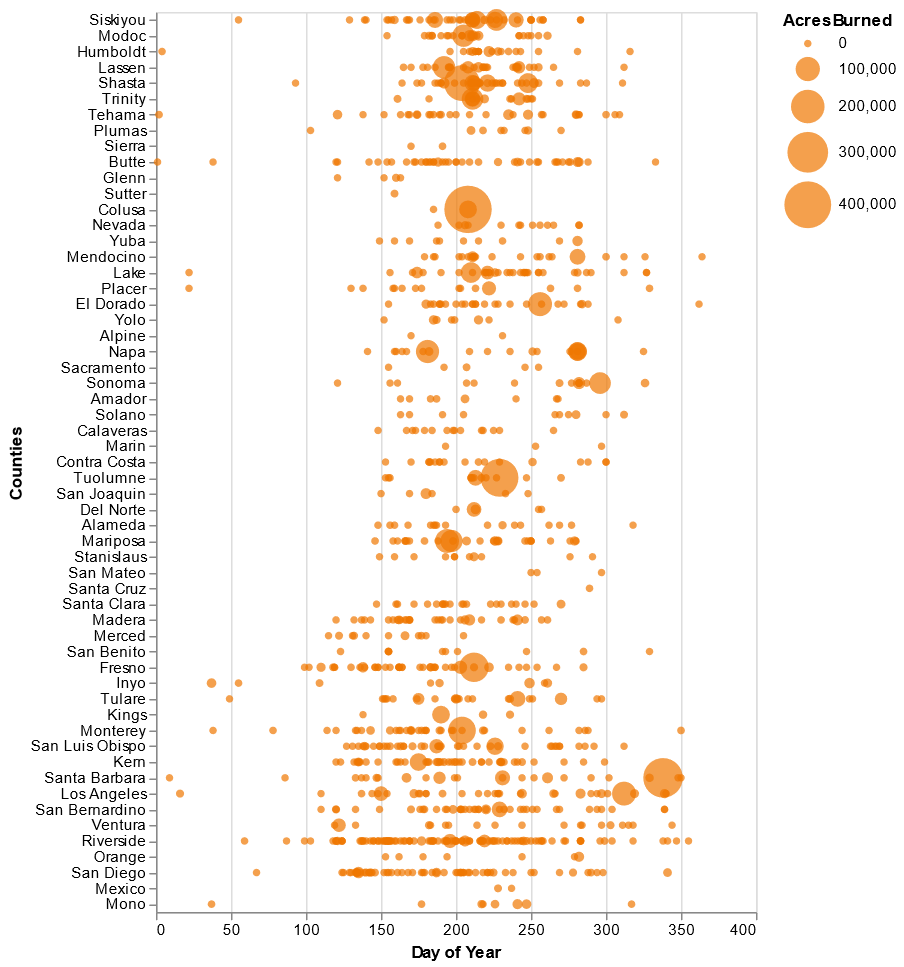 Siskiyou
Modoc
Humboldt
Lassen
Shasta
Trinity
Tehama
Plumas
Sierra
Butte
Glenn
Sutter
Colusa
Nevada
Yuba
Mendocino
Lake
Placer
El Dorado
Yolo
Alpine
Napa
Sacramento
Sonoma
Amador
Solano
Calaveras
Marin
Contra Costa
Tuolumne
San Joaquin
Del Norte
Alameda
Mariposa
Stanislaus
San Mateo
Santa Cruz
Santa Clara
Madera
Merced
San Benito
Fresno
Inyo
Tulare
Kings
Monterey
San Luis Obispo
Kern
Santa Barbara
Los Angeles
San Bernardino
Ventura
Riverside
Orange
San Diego
Mexico
Mono
Counties
0 50 100 150 200 250 300 350 400
Day of Year
AcresBurned
0
100,000
200,000
300,000
400,000